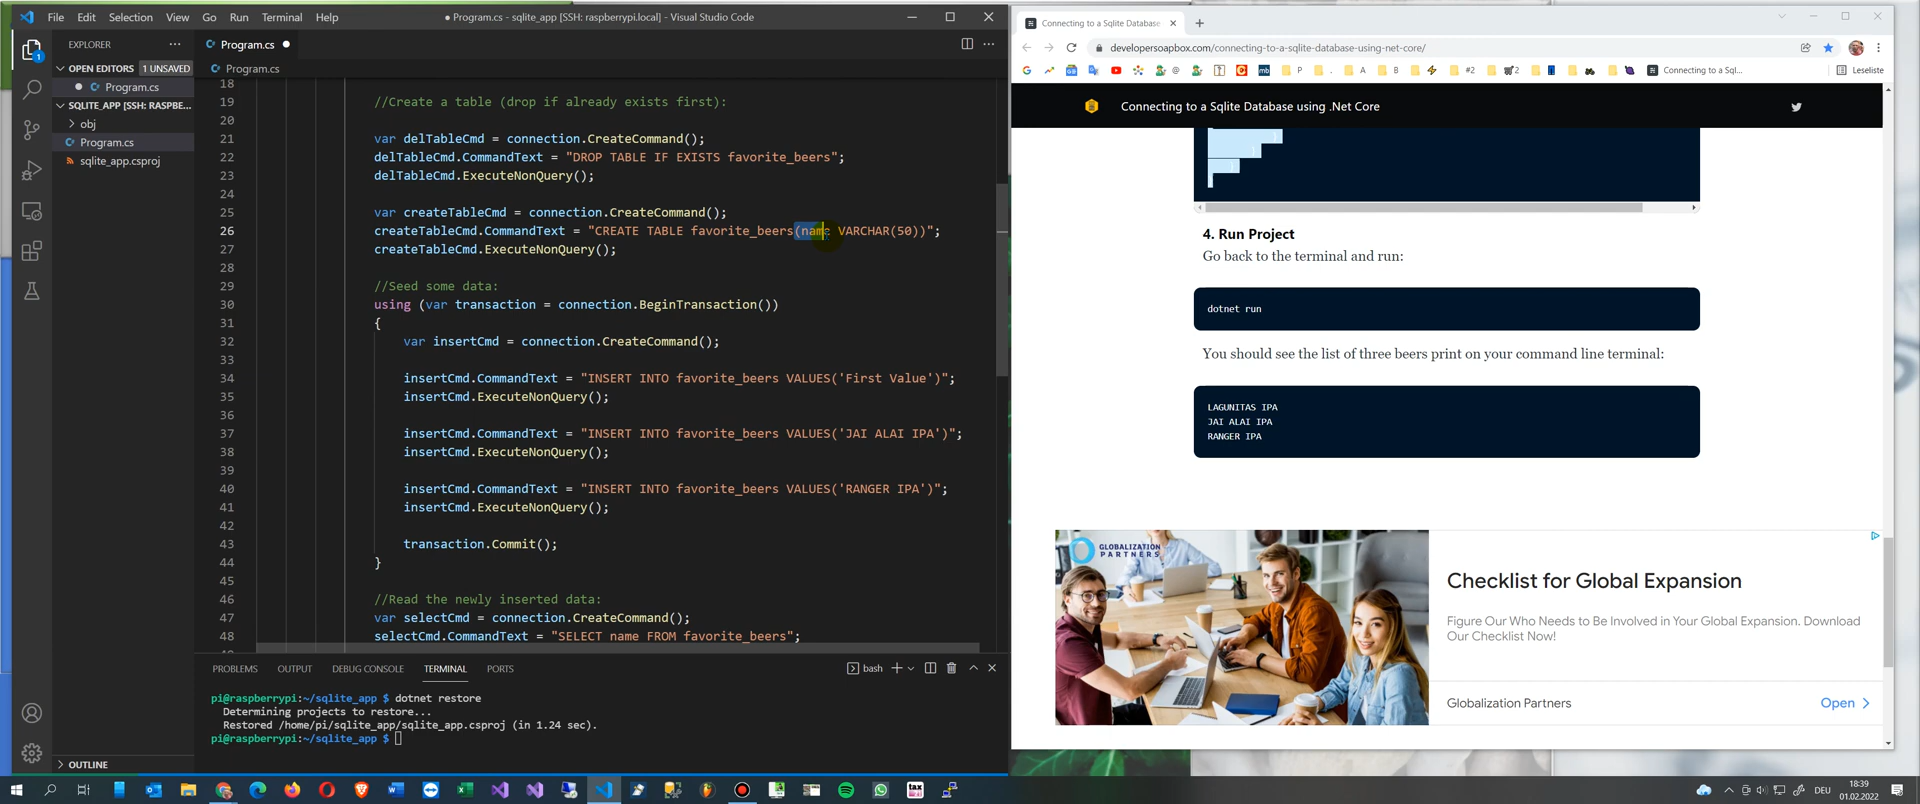 File Edit Selection View Go Run Terminal Help
● Program.cs - sqlite_app [SSH: raspberrypi.local] - Visual Studio Code
EXPLORER
OPEN EDITORS 1 UNSAVED
Program.cs
SQLITE_APP [SSH: RASPBE...
obj
Program.cs
sqlite_app.csproj
OUTLINE
Program.cs
Program.cs
18
19 //Create a table (drop if already exists first):
20
21 var delTableCmd = connection.CreateCommand();
22 delTableCmd.CommandText = "DROP TABLE IF EXISTS favorite_beers";
23 delTableCmd.ExecuteNonQuery();
24
25 var createTableCmd = connection.CreateCommand();
26 createTableCmd.CommandText = "CREATE TABLE favorite_beers(name VARCHAR(50))";
27 createTableCmd.ExecuteNonQuery();
28
29 //Seed some data:
30 using (var transaction = connection.BeginTransaction())
31 {
32 var insertCmd = connection.CreateCommand();
33
34 insertCmd.CommandText = "INSERT INTO favorite_beers VALUES('First Value')";
35 insertCmd.ExecuteNonQuery();
36
37 insertCmd.CommandText = "INSERT INTO favorite_beers VALUES('JAI ALAI IPA')";
38 insertCmd.ExecuteNonQuery();
39
40 insertCmd.CommandText = "INSERT INTO favorite_beers VALUES('RANGER IPA')";
41 insertCmd.ExecuteNonQuery();
42
43 transaction.Commit();
44 }
45
46 //Read the newly inserted data:
47 var selectCmd = connection.CreateCommand();
48 selectCmd.CommandText = "SELECT name FROM favorite_beers";
PROBLEMS OUTPUT DEBUG CONSOLE TERMINAL PORTS
bash
pi@raspberrypi:~/sqlite_app $ dotnet restore
Determining projects to restore...
Restored /home/pi/sqlite_app/sqlite_app.csproj (in 1.24 sec).
pi@raspberrypi:~/sqlite_app $
Connecting to a Sqlite Database
developersoapbox.com/connecting-to-a-sqlite-database-using-net-core/
P . A B #2 2 Connecting to a Sql... Leseliste
Connecting to a Sqlite Database using .Net Core
}
}
}
4. Run Project
Go back to the terminal and run:
dotnet run
You should see the list of three beers print on your command line terminal:
LAGUNITAS IPA
JAI ALAI IPA
RANGER IPA
GLOBALIZATION
PARTNERS
Checklist for Global Expansion
Figure Our Who Needs to Be Involved in Your Global Expansion. Download
Our Checklist Now!
Globalization Partners
Open
tax
DEU
18:39
01.02.2022